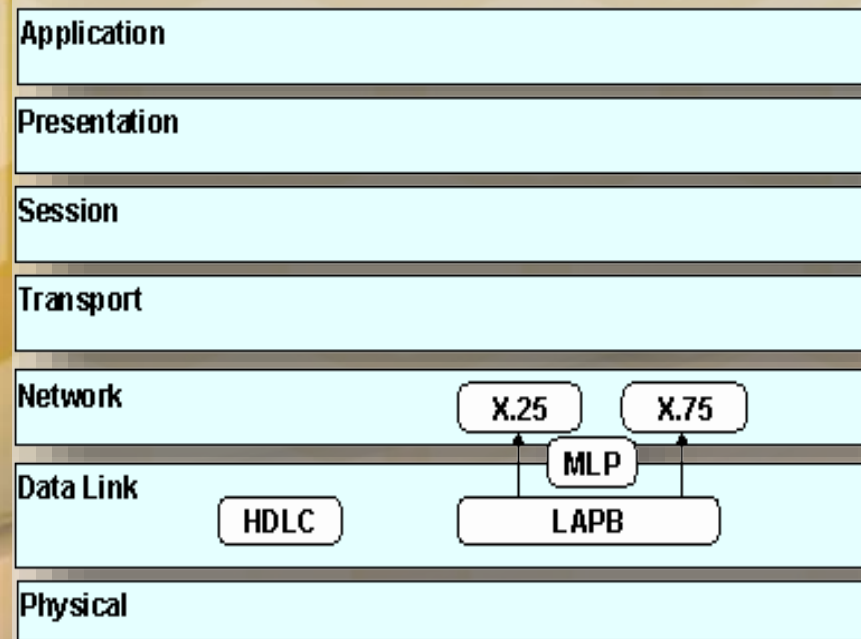 Application
Presentation
Session
Transport
Network
X.25 X.75
MLP
Data Link
HDLC LAPB
Physical